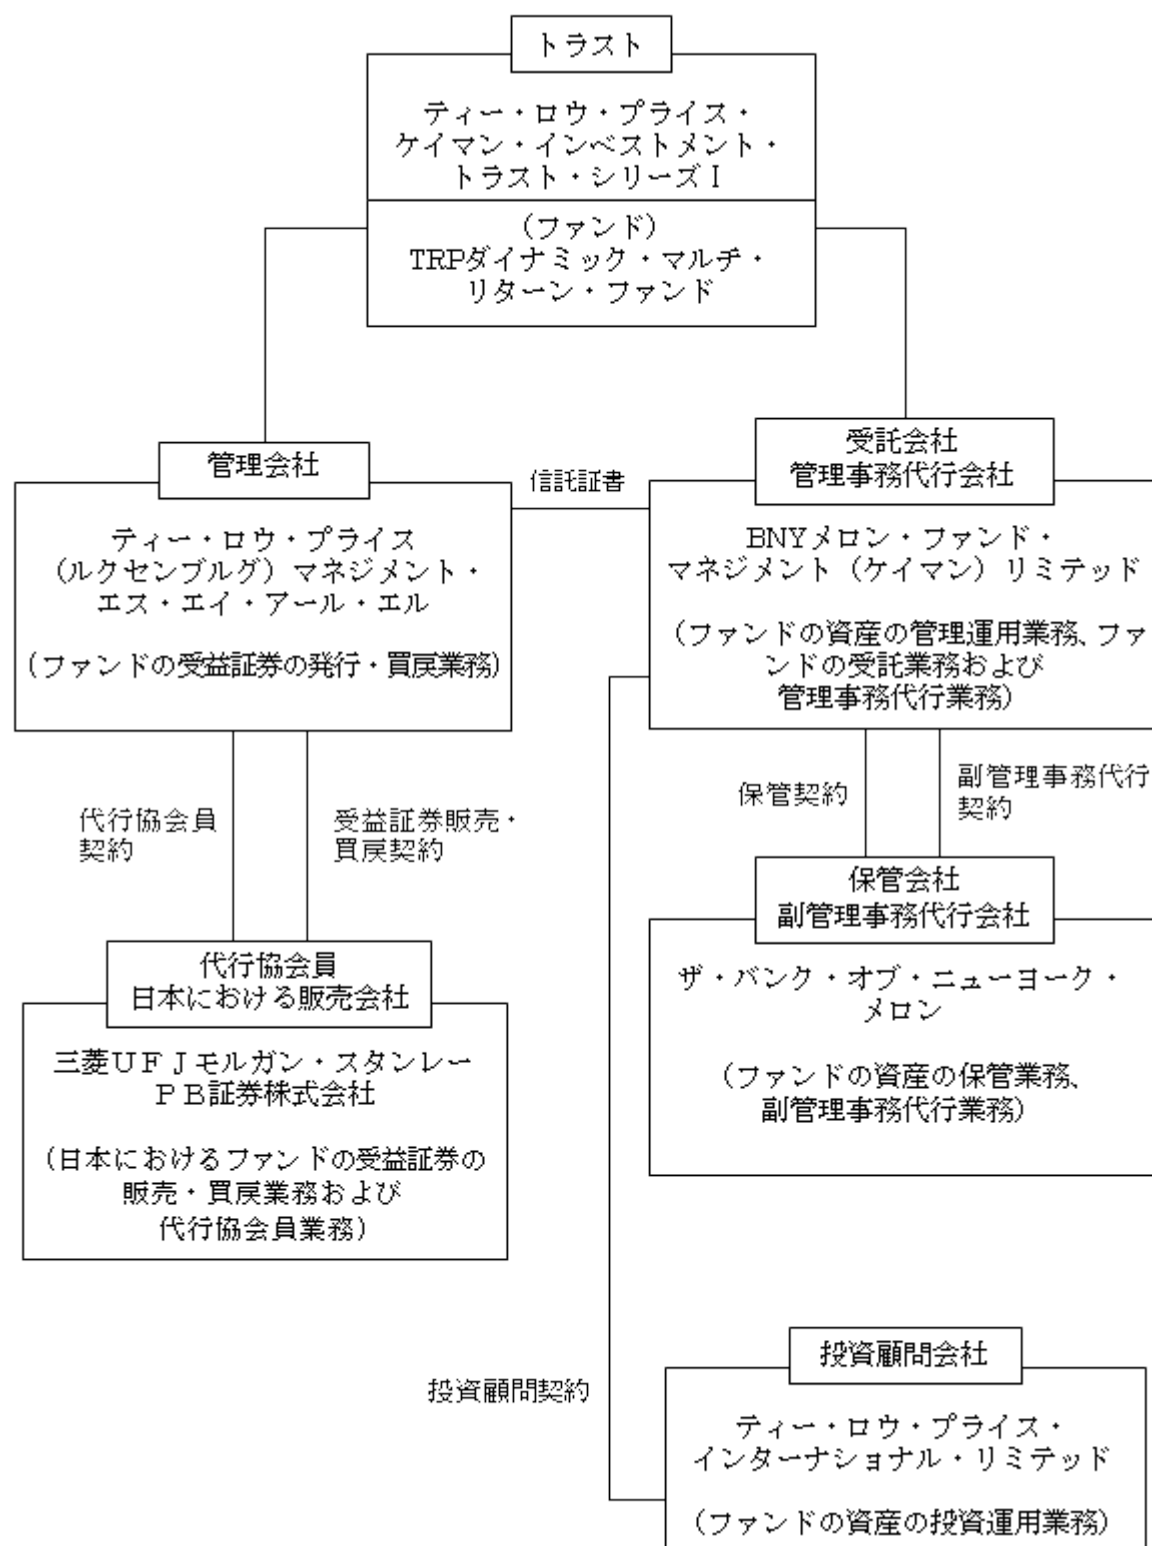 トラスト
ティー・ロウ・プライス・
ケイマン・インベストメント・
トラスト・シリーズⅠ
(ファンド)
TRPダイナミック・マルチ・
リターン・ファンド
管理会社
ティー・ロウ・プライス
(ルクセンブルグ)マネジメント・
エス・エイ・アール・エル
(ファンドの受益証券の発行・買戻業務)
信託証書
受託会社
管理事務代行会社
BNYメロン・ファンド・
マネジメント(ケイマン)リミテッド
(ファンドの資産の管理運用業務、ファ
ンドの受託業務および
管理事務代行業務)
代行協会員
契約
受益証券販売・
買戻契約
保管契約
副管理事務代行
契約
代行協会員
日本における販売会社
三菱UFJモルガン・スタンレー
PB証券株式会社
(日本におけるファンドの受益証券の
販売・買戻業務および
代行協会員業務)
保管会社
副管理事務代行会社
ザ・バンク・オブ・ニューヨーク・
メロン
(ファンドの資産の保管業務、
副管理事務代行業務)
投資顧問契約
投資顧問会社
ティー・ロウ・プライス・
インターナショナル・リミテッド
(ファンドの資産の投資運用業務)